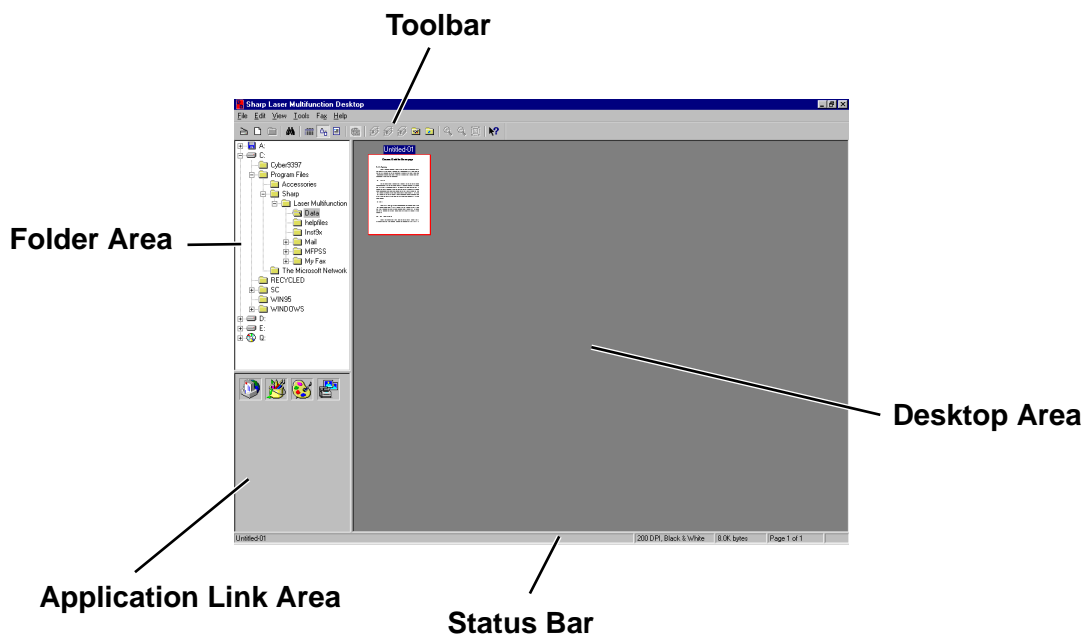 Toolbar
Sharp Laser Multifunction Desktop
File Edit View Tools Fax Help
A:
C:
Cyber9397
Program Files
Accessories
Sharp
Laser Multifunction
Data
helpfiles
Inst9x
Mail
MFPSS
My Fax
The Microsoft Network
RECYCLED
SC
WIN95
WINDOWS
D:
E:
Q:
Untitled-01
Folder Area
Desktop Area
Untitled-01
200 DPI, Black & White
8.0K bytes
Page 1 of 1
Application Link Area
Status Bar